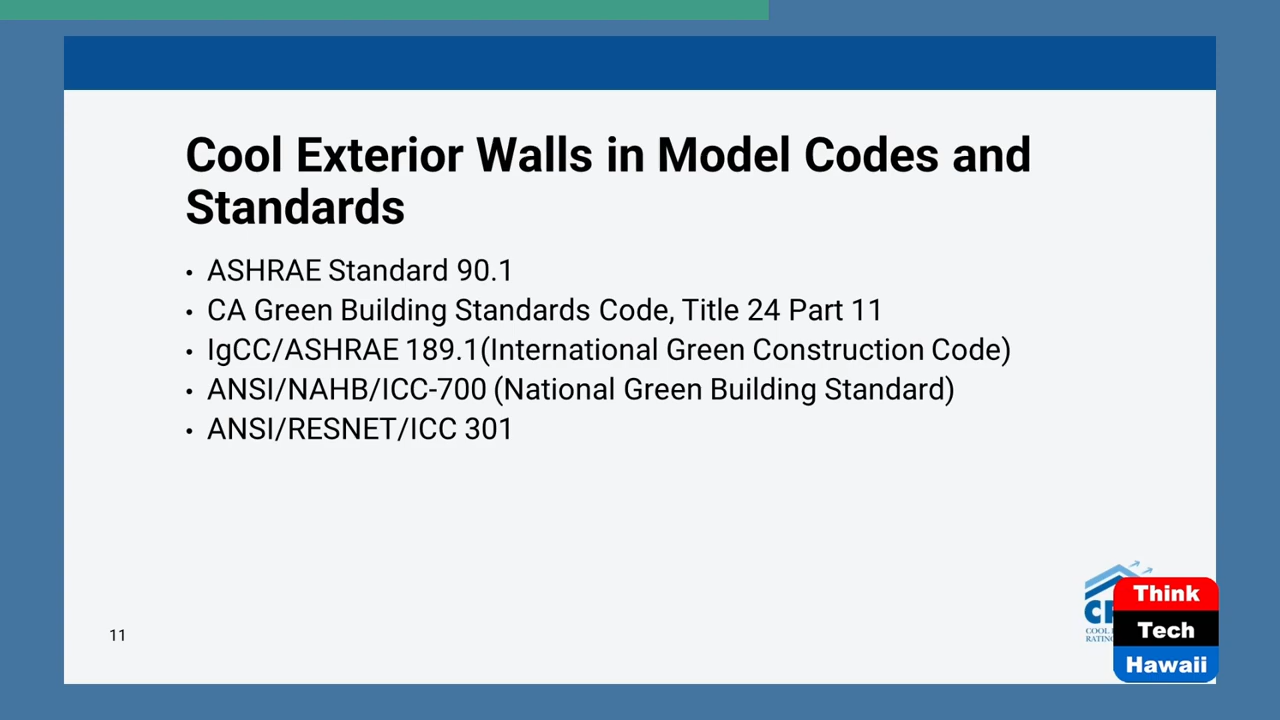 Cool Exterior Walls in Model Codes and
Standards
• ASHRAE Standard 90.1
• CA Green Building Standards Code, Title 24 Part 11
• IgCC/ASHRAE 189.1(International Green Construction Code)
• ANSI/NAHB/ICC-700 (National Green Building Standard)
• ANSI/RESNET/ICC 301
11
COOL
Think
Tech
Hawaii